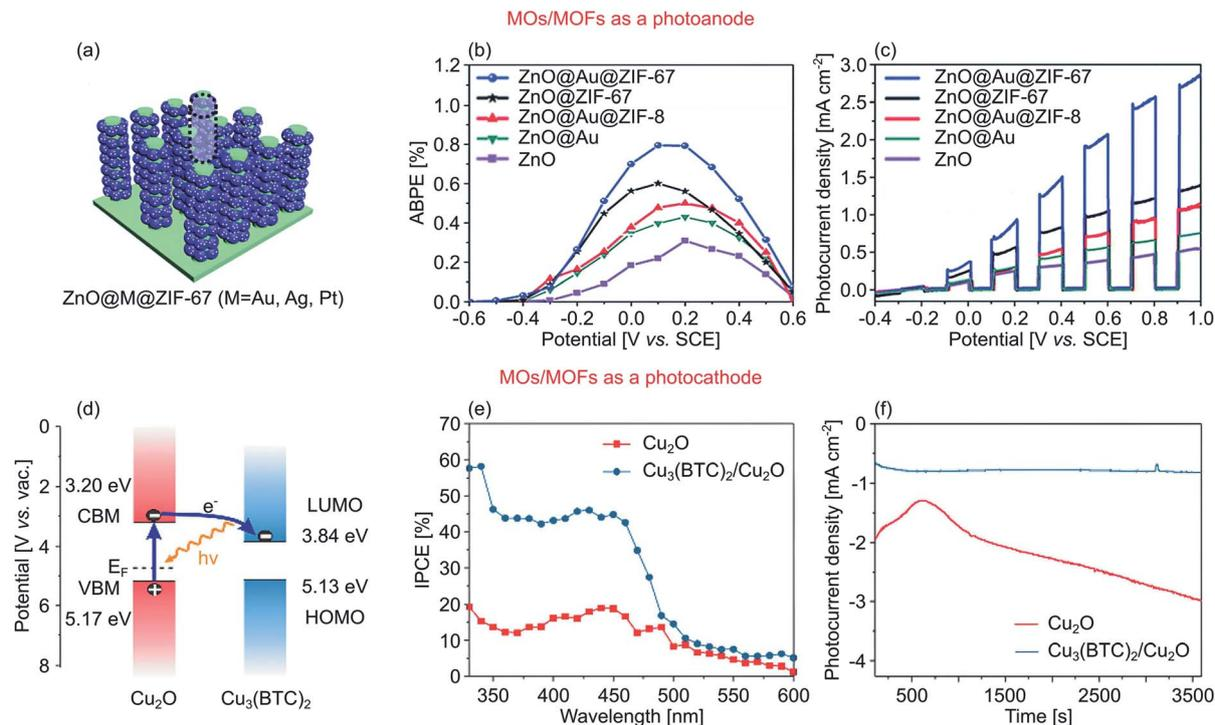 MOs/MOFs as a photoanode
(a)
ZnO@M@ZIF-67 (M=Au, Ag, Pt)
(b)
ZnO@Au@ZIF-67
ZnO@ZIF-67
ZnO@Au@ZIF-8
ZnO@Au
ZnO
ABPE [%]
1.2
1.0
0.8
0.6
0.4
0.2
0.0
-0.6 -0.4 -0.2 0.0 0.2 0.4 0.6
Potential [V vs. SCE]
(c)
ZnO@Au@ZIF-67
ZnO@ZIF-67
ZnO@Au@ZIF-8
ZnO@Au
ZnO
Photocurrent density [mA cm⁻²]
3.0
2.5
2.0
1.5
1.0
0.5
0.0
-0.4 -0.2 0.0 0.2 0.4 0.6 0.8 1.0
Potential [V vs. SCE]
MOs/MOFs as a photocathode
(d)
Potential [V vs. vac.]
0
2
4
6
8
3.20 eV
CBM
E_F
VBM
5.17 eV
e⁻
hν
LUMO
3.84 eV
5.13 eV
HOMO
Cu₂O Cu₃(BTC)₂
(e)
Cu₂O
Cu₃(BTC)₂/Cu₂O
IPCE [%]
70
60
50
40
30
20
10
0
350 400 450 500 550 600
Wavelength [nm]
(f)
Photocurrent density [mA cm⁻²]
-0
-1
-2
-3
-4
Cu₂O
Cu₃(BTC)₂/Cu₂O
500 1500 2500 3500
Time [s]